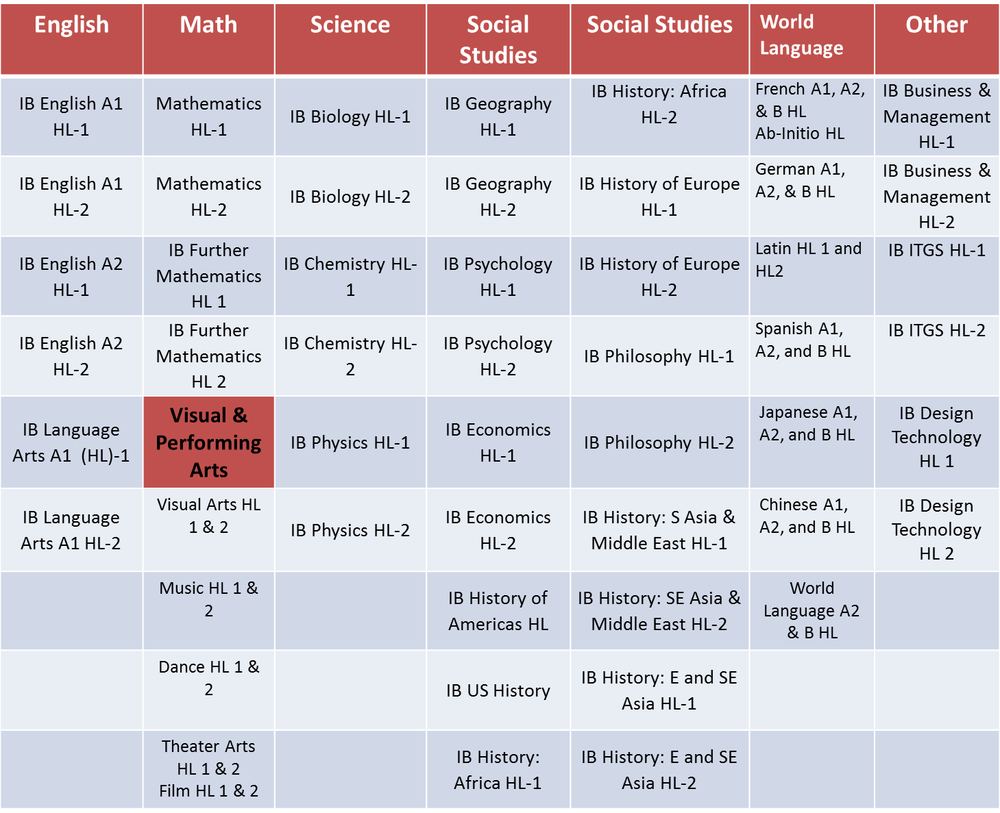 English
Math
Science
Social
Studies
Social Studies
World
Language
Other
IB English A1
HL-1
Mathematics
HL-1
IB Biology HL-1
IB Geography
HL-1
IB History: Africa
HL-2
French A1, A2,
& B HL
Ab-Initio HL
IB Business &
Management
HL-1
IB English A1
HL-2
Mathematics
HL-2
IB Biology HL-2
IB Geography
HL-2
IB History of Europe
HL-1
German A1,
A2, & B HL
IB Business &
Management
HL-2
IB English A2
HL-1
IB Further
Mathematics
HL 1
IB Chemistry HL-
1
IB Psychology
HL-1
IB History of Europe
HL-2
Latin HL 1 and
HL2
IB ITGS HL-1
IB English A2
HL-2
IB Further
Mathematics
HL 2
IB Chemistry HL-
2
IB Psychology
HL-2
IB Philosophy HL-1
Spanish A1,
A2, and B HL
IB ITGS HL-2
IB Language
Arts A1  (HL)-1
Visual &
Performing
Arts
IB Physics HL-1
IB Economics
HL-1
IB Philosophy HL-2
Japanese A1,
A2, and B HL
IB Design
Technology
HL 1
IB Language
Arts A1 HL-2
Visual Arts HL
1 & 2
IB Physics HL-2
IB Economics
HL-2
IB History: S Asia &
Middle East HL-1
Chinese A1,
A2, and B HL
IB Design
Technology
HL 2
Music HL 1 &
2
IB History of
Americas HL
IB History: SE Asia &
Middle East HL-2
World
Language A2
& B HL
Dance HL 1 &
2
IB US History
IB History: E and SE
Asia HL-1
Theater Arts
HL 1 & 2
Film HL 1 & 2
IB History:
Africa HL-1
IB History: E and SE
Asia HL-2